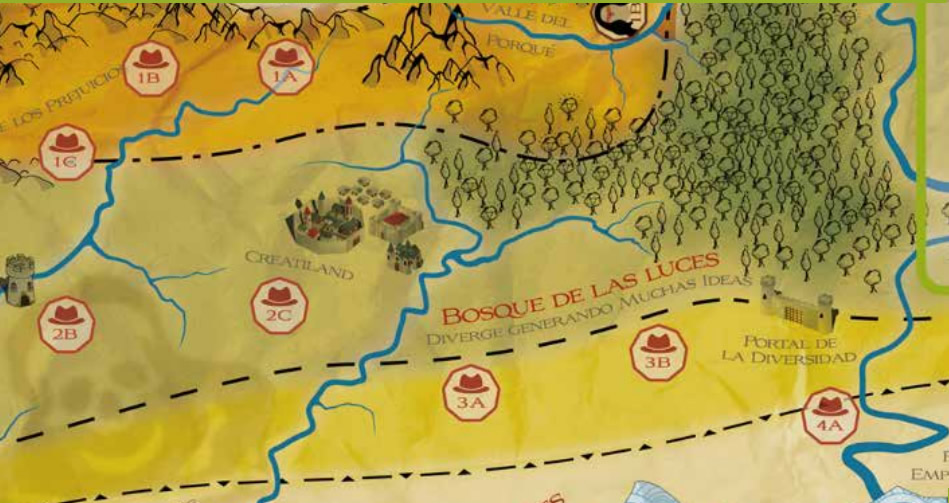 VALLE DEL
PORQUÉ
1B
1A
E LOS PREJUICIOS
1C
CREATILAND
2B
2C
BOSQUE DE LAS LUCES
DIVERGE GENERANDO MUCHAS IDEAS
PORTAL DE
LA DIVERSIDAD
3B
3A
4A
EMP